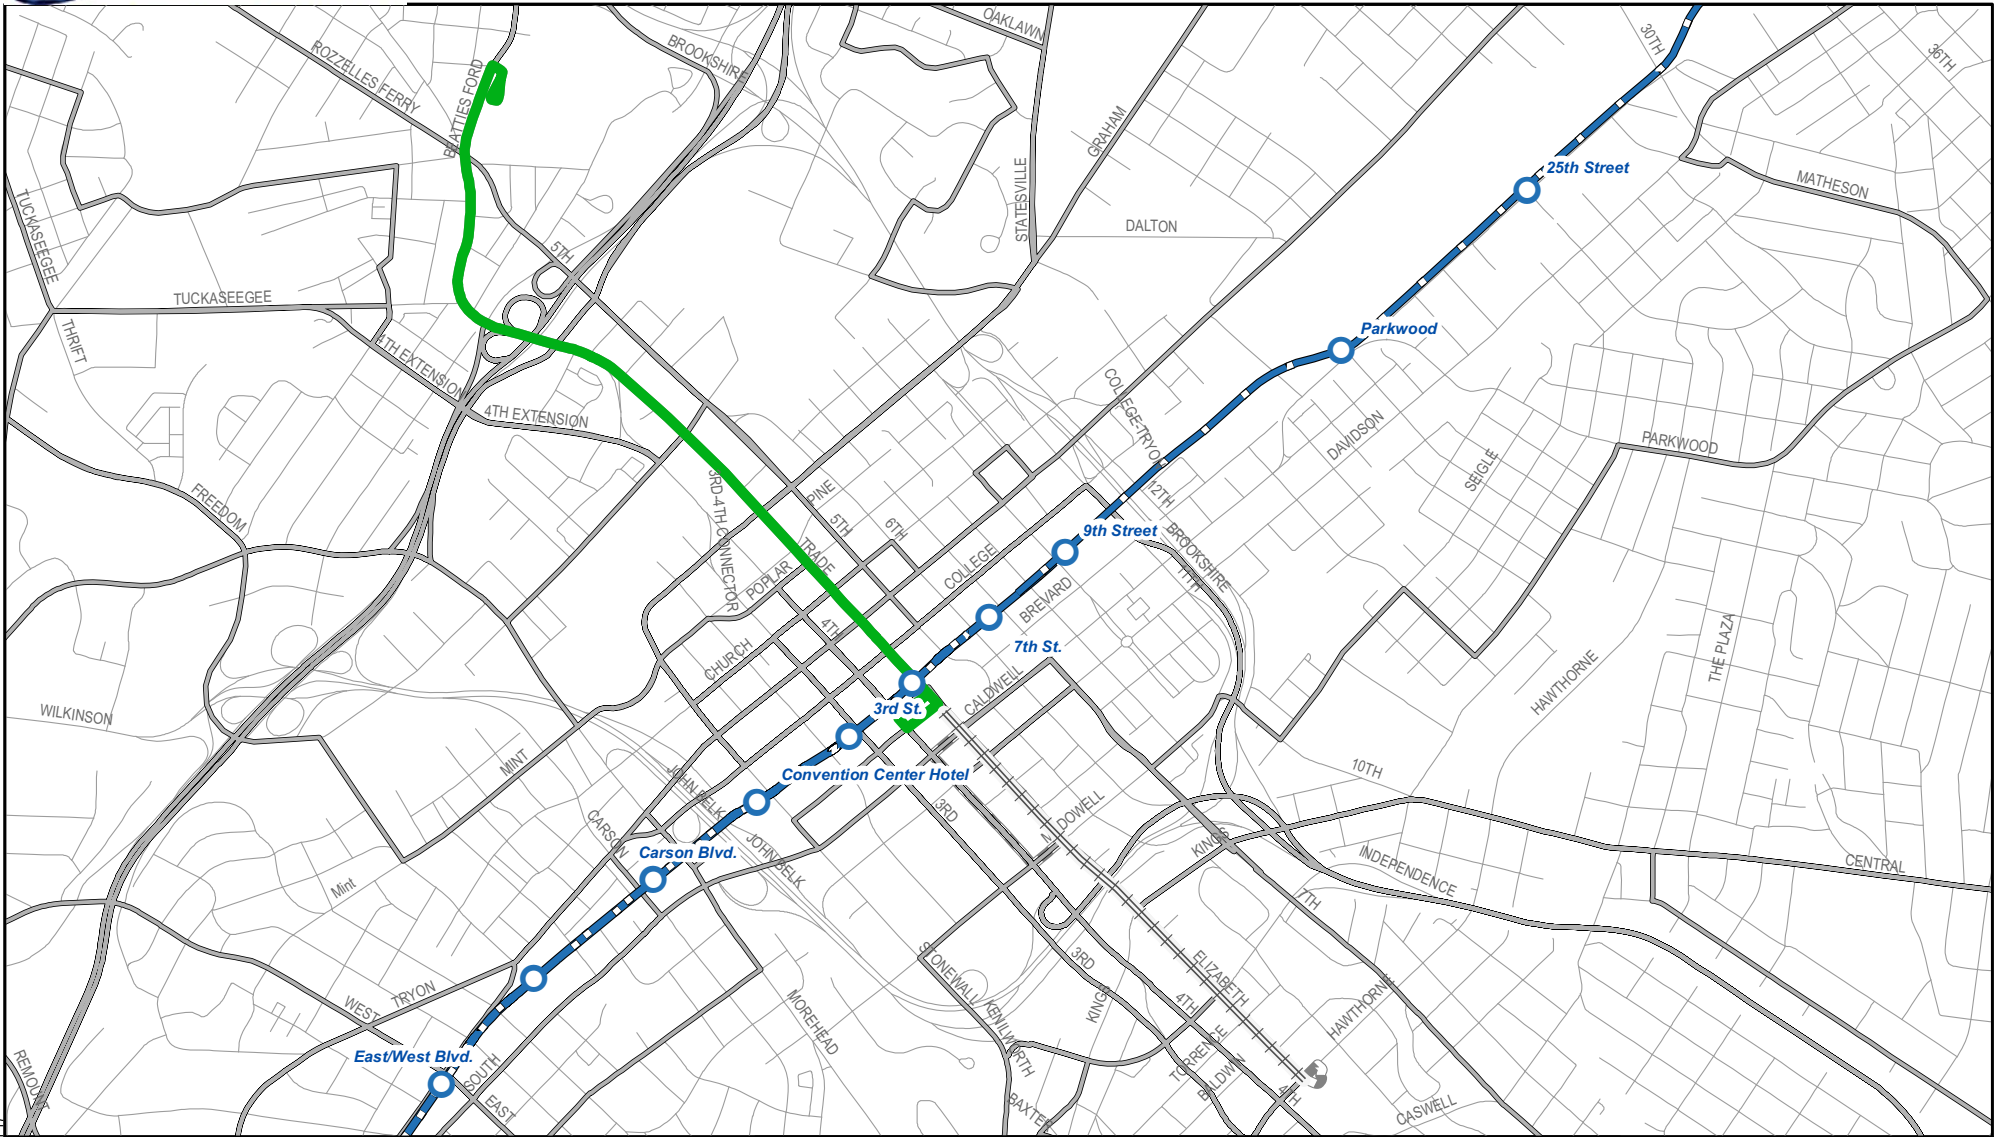 OAKLAWN
30TH
36TH
BROOKSHIRE
ROZZELLES FERRY
BEATTIES FORD
GRAHAM
STATESVILLE
25th Street
MATHESON
TUCKASEEGEE
DALTON
5TH
TUCKASEEGEE
THRIFT
Parkwood
4TH EXTENSION
4TH EXTENSION
COLLEGE-TRYON
DAVIDSON
PARKWOOD
SEIGLE
FREEDOM
3RD-4TH CONNECTOR
PINE
5TH
6TH
12TH
9th Street
BROOKSHIRE
11TH
TRADE
POPLAR
COLLEGE
BREVARD
4TH
7th St.
CHURCH
CALDWELL
THE PLAZA
HAWTHORNE
WILKINSON
3rd St.
MINT
Convention Center Hotel
10TH
JOHN BELK
3RD
MCDOWELL
CARSON
KINGS
Carson Blvd.
JOHN BELK
INDEPENDENCE
CENTRAL
Mint
7TH
STONEWALL
3RD
ELIZABETH
WEST
TRYON
MOREHEAD
KENILWORTH
KINGS
4TH
HAWTHORNE
East/West Blvd.
SOUTH
TORRENCE
BALDWIN
REMOUNT
EAST
BAXTER
4TH
CASWELL